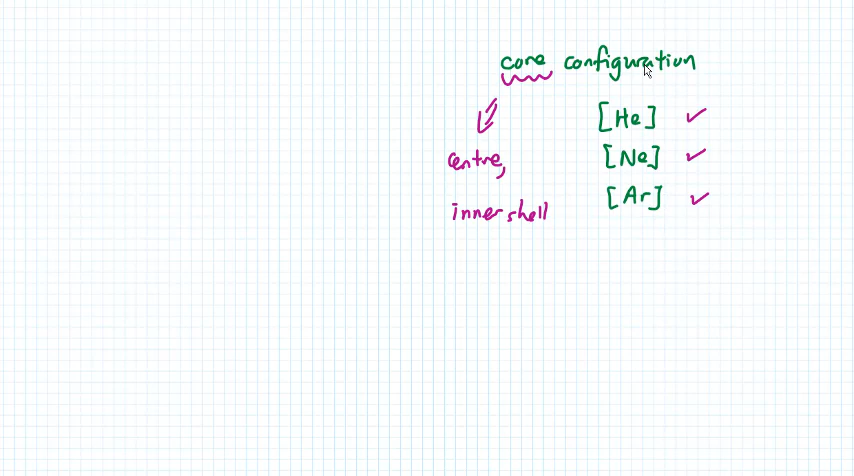 core configuration
[He] ✓
centre, [Ne] ✓
[Ar] ✓
inner shell